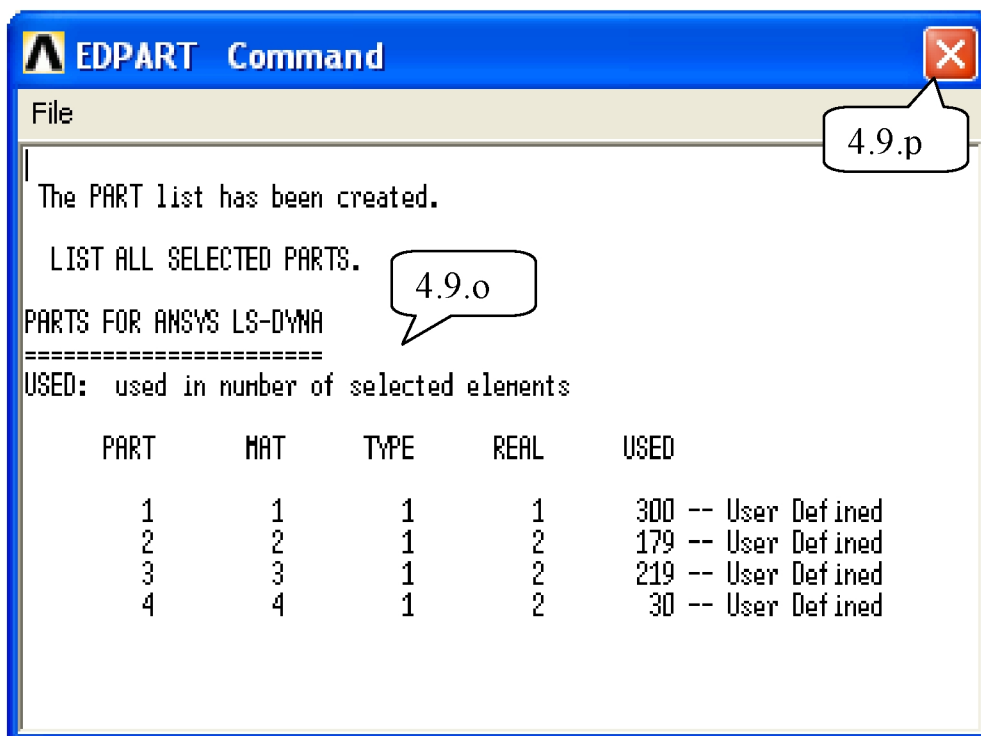 EDPART Command
File
4.9.p
The PART list has been created.
LIST ALL SELECTED PARTS.
4.9.o
PARTS FOR ANSYS LS-DYNA
=======================
USED: used in number of selected elements
PART MAT TYPE REAL USED
1 1 1 1 300 -- User Defined
2 2 1 2 179 -- User Defined
3 3 1 2 219 -- User Defined
4 4 1 2 30 -- User Defined